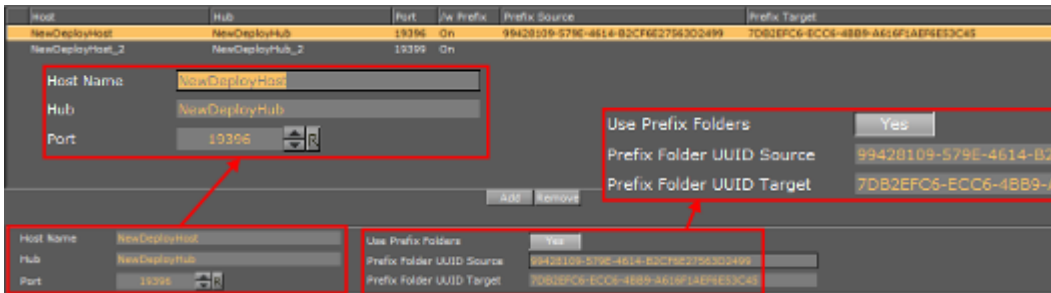 Host Hub Port /w Prefix Prefix Source Prefix Target
NewDeployHost NewDeployHub 19396 On 99428109-579E-4614-B2CF6E2756302499 7DB2EFC6-ECC6-4BB9-A616F1AEF6E53C45
NewDeployHost_2 NewDeployHub_2 19399 On
Host Name NewDeployHost
Hub NewDeployHub
Port 19396 R
Use Prefix Folders Yes
Prefix Folder UUID Source 99428109-579E-4614-B2
Prefix Folder UUID Target 7DB2EFC6-ECC6-4BB9-A
Add Remove
Host Name NewDeployHost
Hub NewDeployHub
Port 19396 R
Use Prefix Folders Yes
Prefix Folder UUID Source 99428109-579E-4614-B2CF6E2756302499
Prefix Folder UUID Target 7DB2EFC6-ECC6-4BB9-A616F1AEF6E53C45